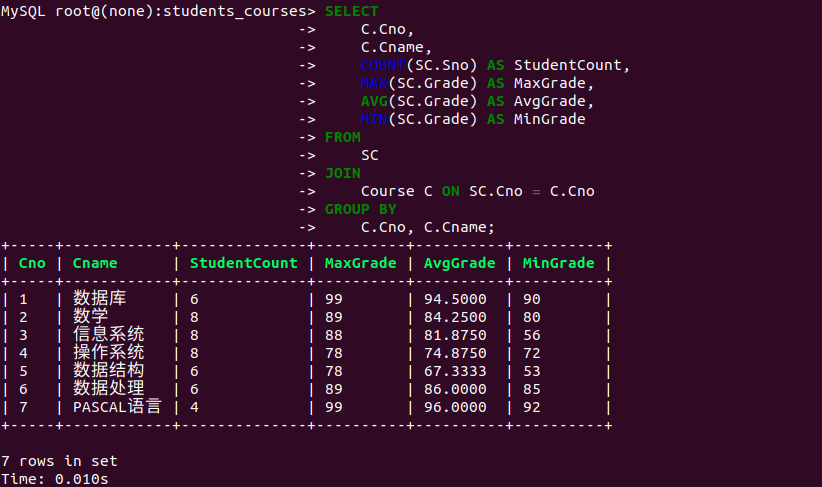 MySQL root@(none):students_courses> SELECT
-> C.Cno,
-> C.Cname,
-> COUNT(SC.Sno) AS StudentCount,
-> MAX(SC.Grade) AS MaxGrade,
-> AVG(SC.Grade) AS AvgGrade,
-> MIN(SC.Grade) AS MinGrade
-> FROM
-> SC
-> JOIN
-> Course C ON SC.Cno = C.Cno
-> GROUP BY
-> C.Cno, C.Cname;
+-----+------------+--------------+----------+----------+----------+
| Cno | Cname | StudentCount | MaxGrade | AvgGrade | MinGrade |
+-----+------------+--------------+----------+----------+----------+
| 1 | 数据库 | 6 | 99 | 94.5000 | 90 |
| 2 | 数学 | 8 | 89 | 84.2500 | 80 |
| 3 | 信息系统 | 8 | 88 | 81.8750 | 56 |
| 4 | 操作系统 | 8 | 78 | 74.8750 | 72 |
| 5 | 数据结构 | 6 | 78 | 67.3333 | 53 |
| 6 | 数据处理 | 6 | 89 | 86.0000 | 85 |
| 7 | PASCAL语言 | 4 | 99 | 96.0000 | 92 |
+-----+------------+--------------+----------+----------+----------+
7 rows in set
Time: 0.010s